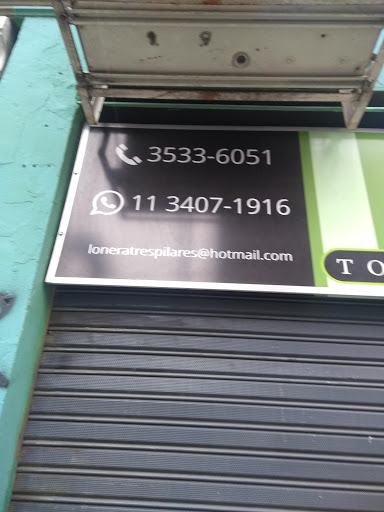 3533-6051
11 3407-1916
loneratrespilares@hotmail.com
T O